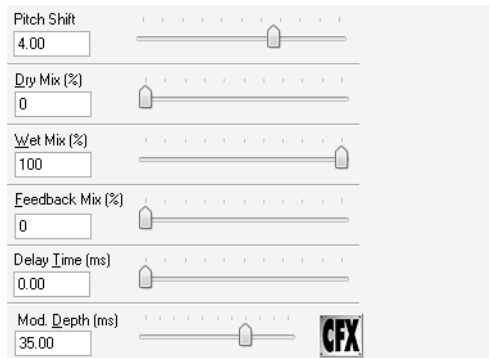 Pitch Shift
4.00
Dry Mix (%)
0
Wet Mix (%)
100
Feedback Mix (%)
0
Delay Time (ms)
0.00
Mod. Depth (ms)
35.00
CFX